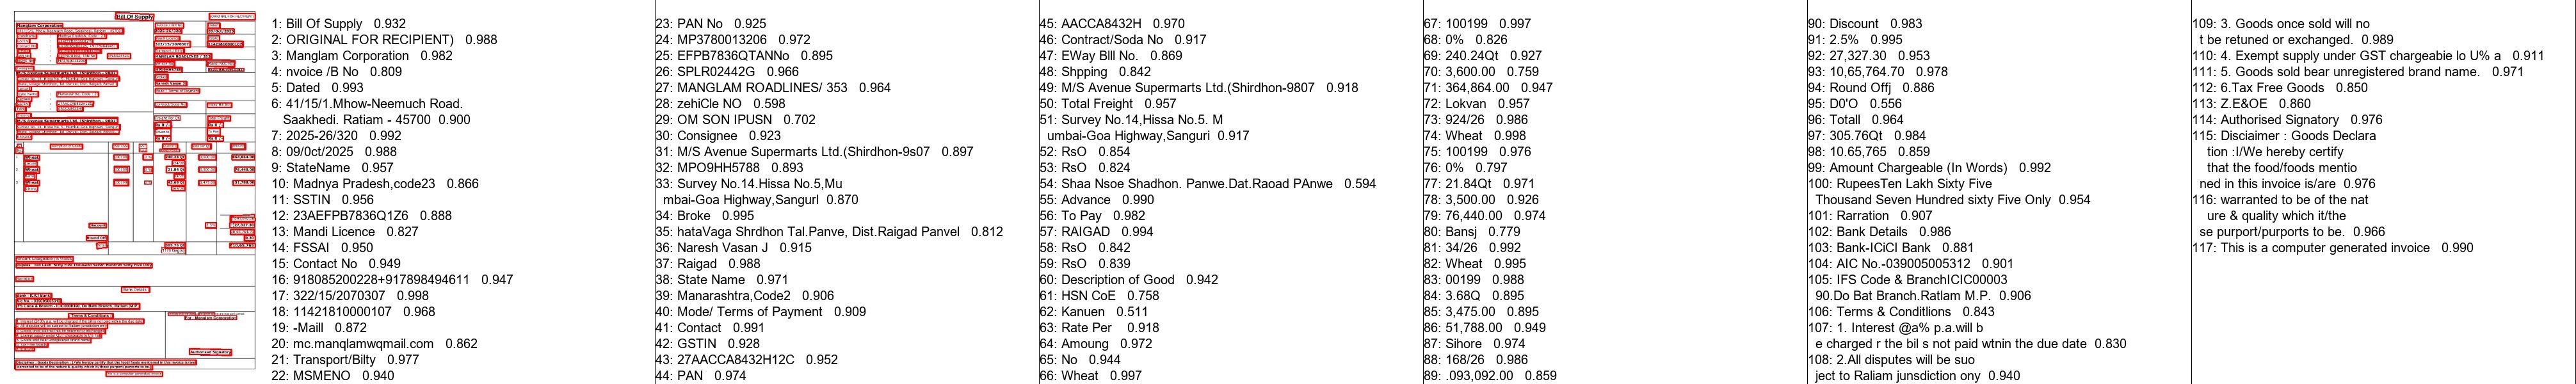 1: Bill Of Supply 0.932
2: ORIGINAL FOR RECIPIENT) 0.988
3: Manglam Corporation 0.982
4: nvoice /B No 0.809
5: Dated 0.993
6: 41/15/1.Mhow-Neemuch Road.
Saakhedi. Ratiam - 45700 0.900
7: 2025-26/320 0.992
8: 09/0ct/2025 0.988
9: StateName 0.957
10: Madnya Pradesh,code23 0.866
11: SSTIN 0.956
12: 23AEFPB7836Q1Z6 0.888
13: Mandi Licence 0.827
14: FSSAI 0.950
15: Contact No 0.949
16: 918085200228+917898494611 0.947
17: 322/15/2070307 0.998
18: 11421810000107 0.968
19: -Maill 0.872
20: mc.manqlamwqmail.com 0.862
21: Transport/Bilty 0.977
22: MSMENO 0.940
23: PAN No 0.925
24: MP3780013206 0.972
25: EFPB7836QTANNo 0.895
26: SPLR02442G 0.966
27: MANGLAM ROADLINES/ 353 0.964
28: zehiCle NO 0.598
29: OM SON IPUSN 0.702
30: Consignee 0.923
31: M/S Avenue Supermarts Ltd.(Shirdhon-9s07 0.897
32: MPO9HH5788 0.893
33: Survey No.14.Hissa No.5,Mu
mbai-Goa Highway,Sangurl 0.870
34: Broke 0.995
35: hataVaga Shrdhon Tal.Panve, Dist.Raigad Panvel 0.812
36: Naresh Vasan J 0.915
37: Raigad 0.988
38: State Name 0.971
39: Manarashtra,Code2 0.906
40: Mode/ Terms of Payment 0.909
41: Contact 0.991
42: GSTIN 0.928
43: 27AACCA8432H12C 0.952
44: PAN 0.974
45: AACCA8432H 0.970
46: Contract/Soda No 0.917
47: EWay Blll No. 0.869
48: Shpping 0.842
49: M/S Avenue Supermarts Ltd.(Shirdhon-9807 0.918
50: Total Freight 0.957
51: Survey No.14,Hissa No.5. M
umbai-Goa Highway,Sanguri 0.917
52: RsO 0.854
53: RsO 0.824
54: Shaa Nsoe Shadhon. Panwe.Dat.Raoad PAnwe 0.594
55: Advance 0.990
56: To Pay 0.982
57: RAIGAD 0.994
58: RsO 0.842
59: RsO 0.839
60: Description of Good 0.942
61: HSN CoE 0.758
62: Kanuen 0.511
63: Rate Per 0.918
64: Amoung 0.972
65: No 0.944
66: Wheat 0.997
67: 100199 0.997
68: 0% 0.826
69: 240.24Qt 0.927
70: 3,600.00 0.759
71: 364,864.00 0.947
72: Lokvan 0.957
73: 924/26 0.986
74: Wheat 0.998
75: 100199 0.976
76: 0% 0.797
77: 21.84Qt 0.971
78: 3,500.00 0.926
79: 76,440.00 0.974
80: Bansj 0.779
81: 34/26 0.992
82: Wheat 0.995
83: 00199 0.988
84: 3.68Q 0.895
85: 3,475.00 0.895
86: 51,788.00 0.949
87: Sihore 0.974
88: 168/26 0.986
89: .093,092.00 0.859
90: Discount 0.983
91: 2.5% 0.995
92: 27,327.30 0.953
93: 10,65,764.70 0.978
94: Round Offj 0.886
95: D0'O 0.556
96: Totall 0.964
97: 305.76Qt 0.984
98: 10.65,765 0.859
99: Amount Chargeable (In Words) 0.992
100: RupeesTen Lakh Sixty Five
Thousand Seven Hundred sixty Five Only 0.954
101: Rarration 0.907
102: Bank Details 0.986
103: Bank-ICiCI Bank 0.881
104: AIC No.-039005005312 0.901
105: IFS Code & BranchICIC00003
90.Do Bat Branch.Ratlam M.P. 0.906
106: Terms & Conditions 0.843
107: 1. Interest @a% p.a.will b
e charged r the bil s not paid wtnin the due date 0.830
108: 2.All disputes will be suo
ject to Raliam junsdiction ony 0.940
109: 3. Goods once sold will no
t be retuned or exchanged. 0.989
110: 4. Exempt supply under GST chargeabie lo U% a 0.911
111: 5. Goods sold bear unregistered brand name. 0.971
112: 6.Tax Free Goods 0.850
113: Z.E&OE 0.860
114: Authorised Signatory 0.976
115: Disciaimer : Goods Declara
tion :I/We hereby certify
that the food/foods mentio
ned in this invoice is/are 0.976
116: warranted to be of the nat
ure & quality which it/the
se purport/purports to be. 0.966
117: This is a computer generated invoice 0.990